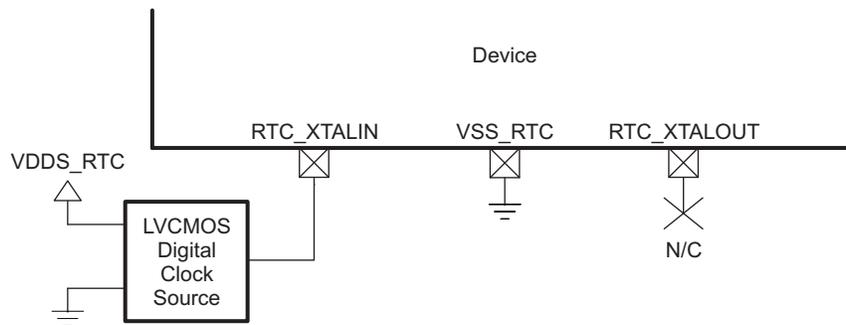 Device
RTC_XTALIN
VSS_RTC
RTC_XTALOUT
VDDS_RTC
LVCMOS
Digital
Clock
Source
N/C